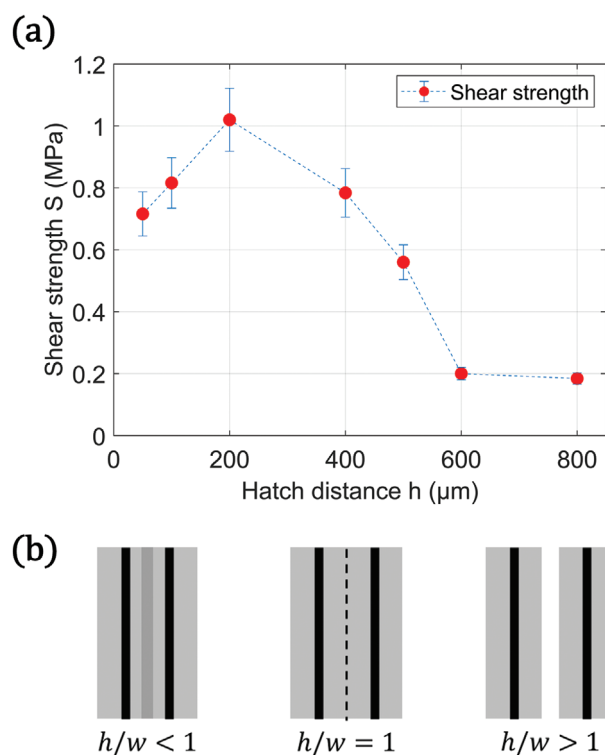 (a)
Shear strength S (MPa)
1.2
1
0.8
0.6
0.4
0.2
0
Shear strength
0 200 400 600 800
Hatch distance h (µm)
(b)
h/w < 1 h/w = 1 h/w > 1